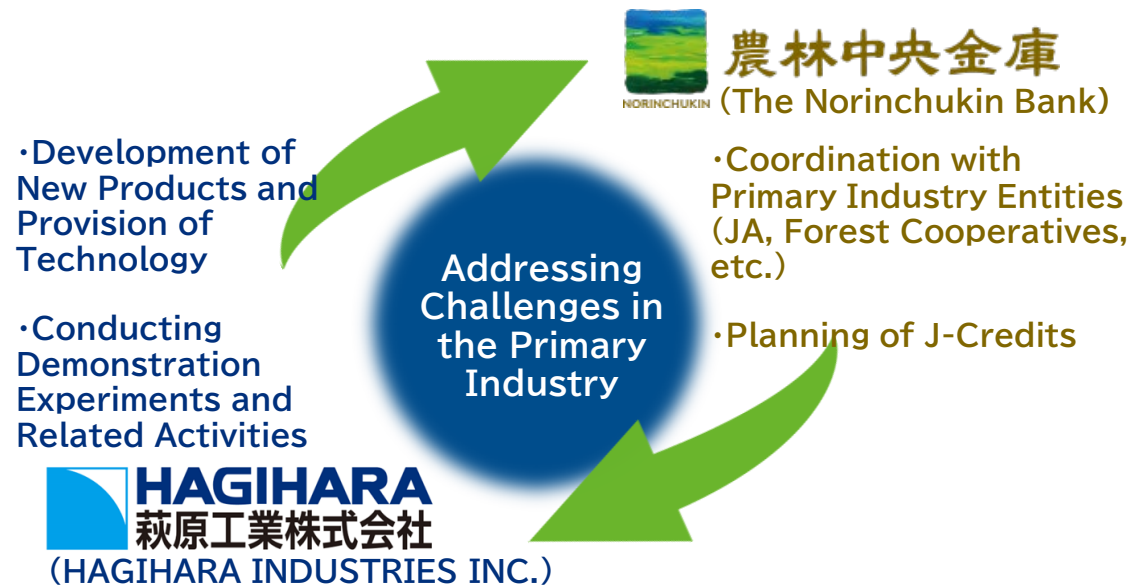 農林中央金庫
NORINCHUKIN
(The Norinchukin Bank)
・Development of
New Products and
Provision of
Technology
・Conducting
Demonstration
Experiments and
Related Activities
Addressing
Challenges in
the Primary
Industry
・Coordination with
Primary Industry Entities
(JA, Forest Cooperatives,
etc.)
・Planning of J-Credits
HAGIHARA
萩原工業株式会社
(HAGIHARA INDUSTRIES INC.)